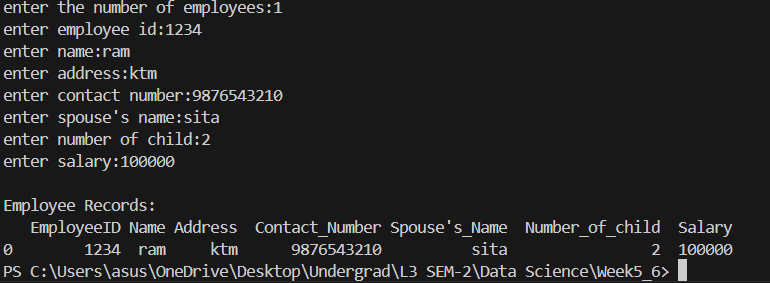 enter the number of employees:1
enter employee id:1234
enter name:ram
enter address:ktm
enter contact number:9876543210
enter spouse's name:sita
enter number of child:2
enter salary:100000
Employee Records:
   EmployeeID Name Address  Contact_Number Spouse's_Name  Number_of_child  Salary
0        1234  ram     ktm      9876543210          sita                2  100000
PS C:\Users\asus\OneDrive\Desktop\Undergrad\L3 SEM-2\Data Science\Week5_6>